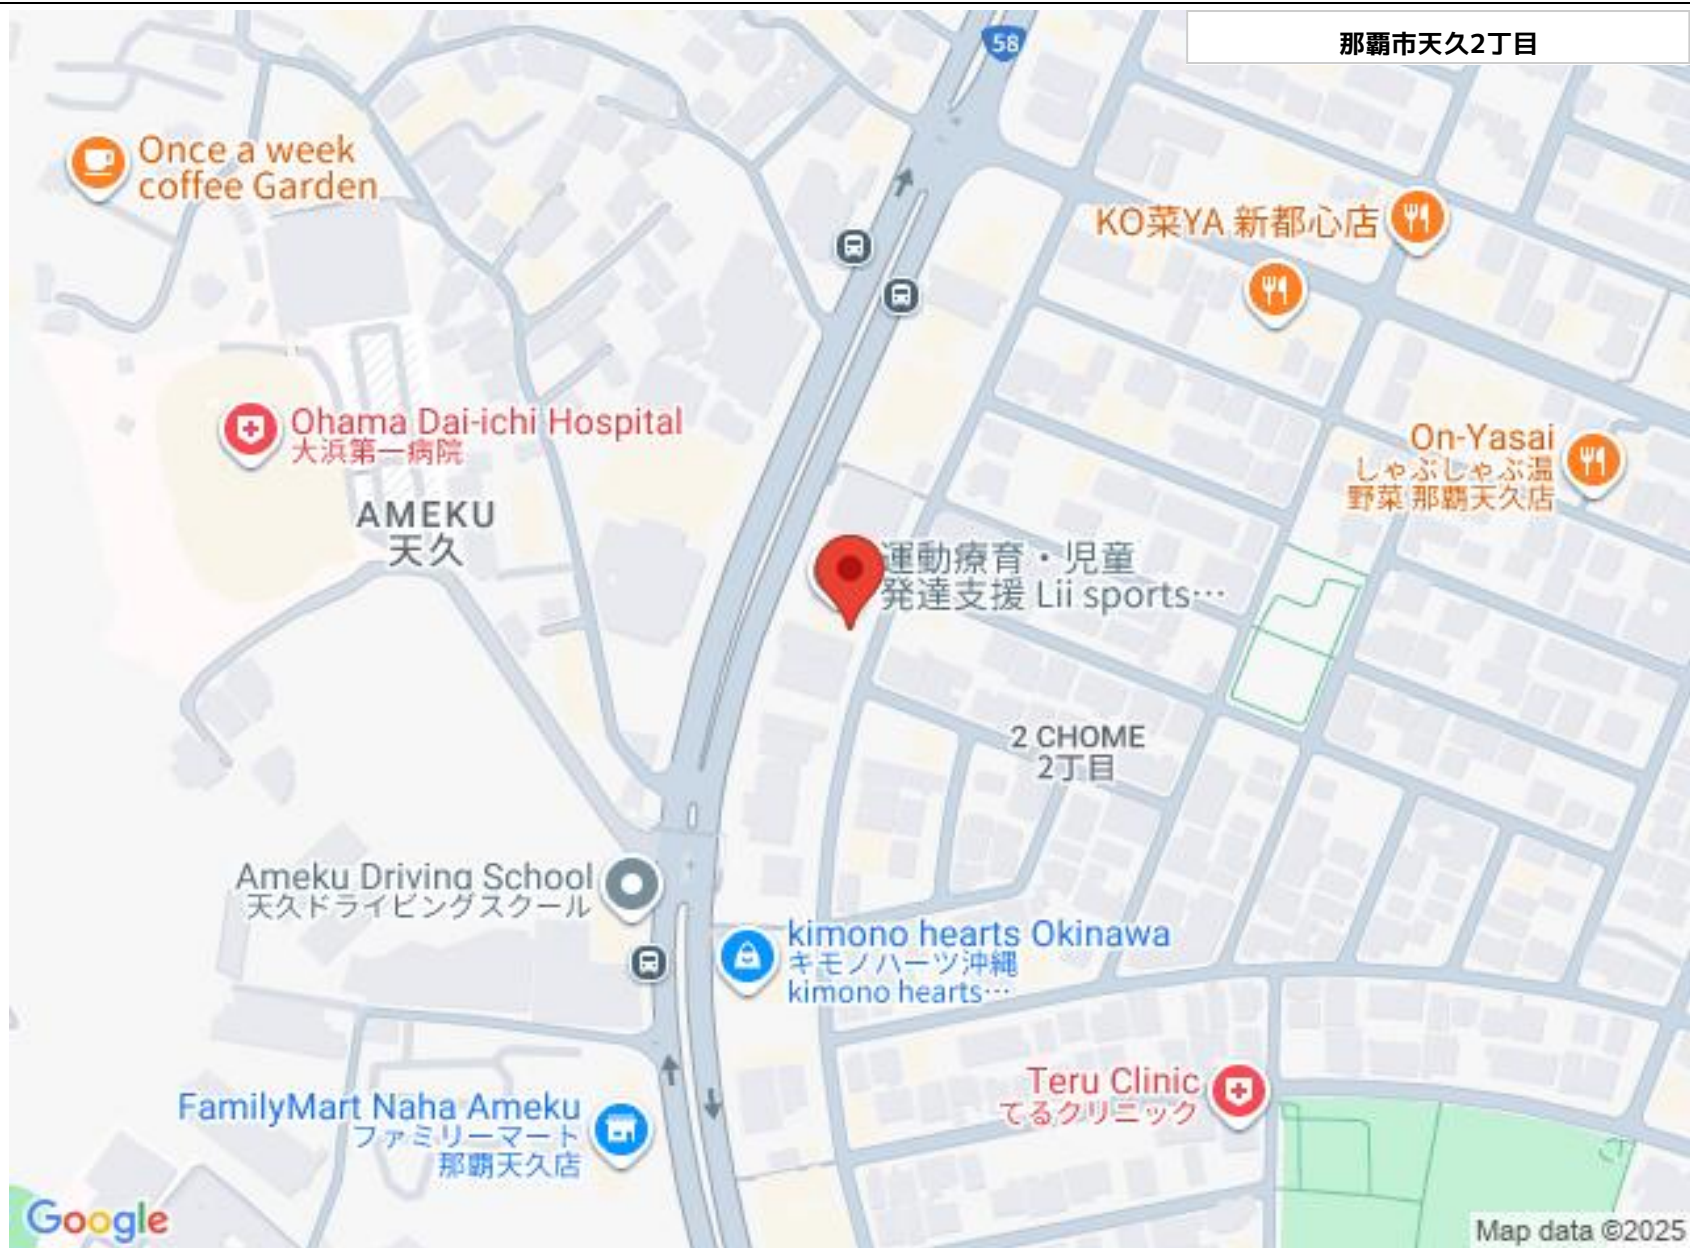 58
那覇市天久2丁目
Once a week
coffee Garden
KO菜YA 新都心店
Ohama Dai-ichi Hospital
大浜第一病院
On-Yasai
しゃぶしゃぶ温
野菜 那覇天久店
AMEKU
天久
運動療育・児童
発達支援 Lii sports…
2 CHOME
2丁目
Ameku Driving School
天久ドライビングスクール
kimono hearts Okinawa
キモノハーツ沖縄
kimono hearts…
Teru Clinic
てるクリニック
FamilyMart Naha Ameku
ファミリーマート
那覇天久店
Google
Map data ©2025